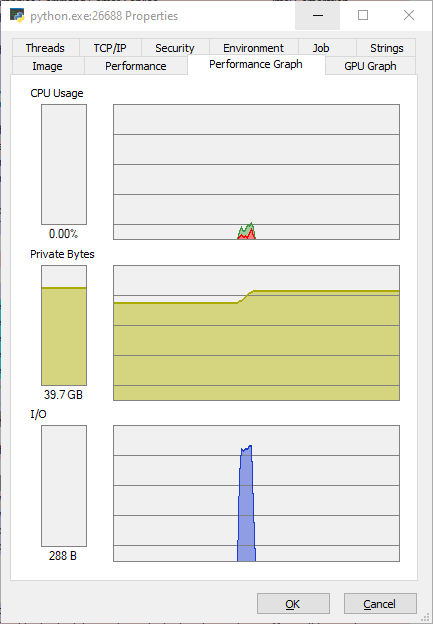 python.exe:26688 Properties
Threads TCP/IP Security Environment Job Strings
Image Performance Performance Graph GPU Graph
CPU Usage
0.00%
Private Bytes
39.7 GB
I/O
288 B
OK Cancel